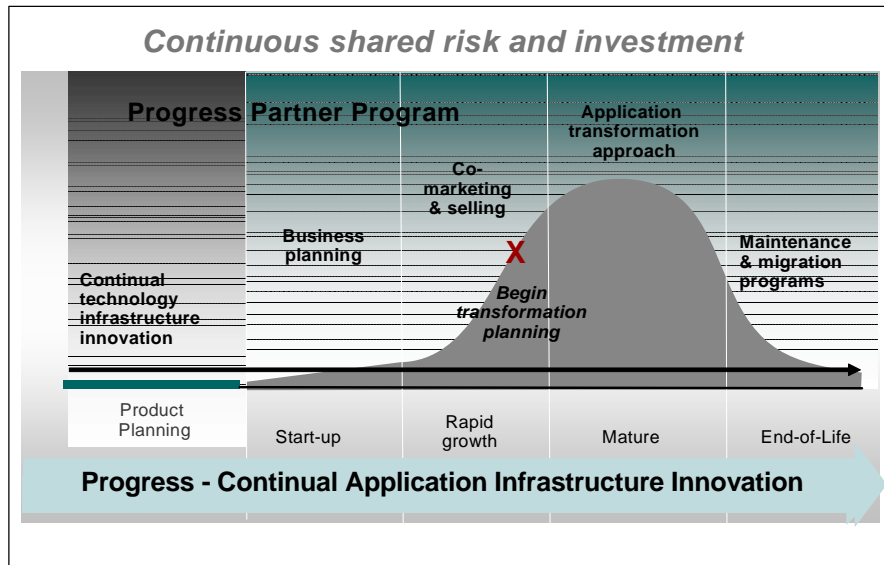 Continuous shared risk and investment
Progress Partner Program
Application
transformation
approach
Co-
marketing
& selling
Business
planning
X
Maintenance
& migration
programs
Continual
technology
infrastructure
innovation
Begin
transformation
planning
Product
Planning
Start-up
Rapid
growth
Mature
End-of-Life
Progress - Continual Application Infrastructure Innovation